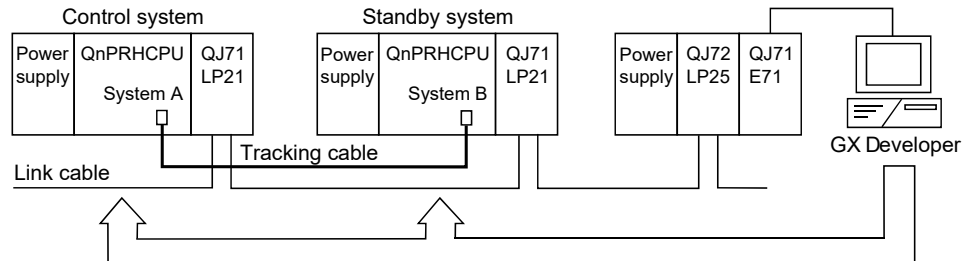 Control system
Standby system
Power supply
QnPRHCPU
System A
QJ71 LP21
Power supply
QnPRHCPU
System B
QJ71 LP21
Power supply
QJ72 LP25
QJ71 E71
GX Developer
Tracking cable
Link cable